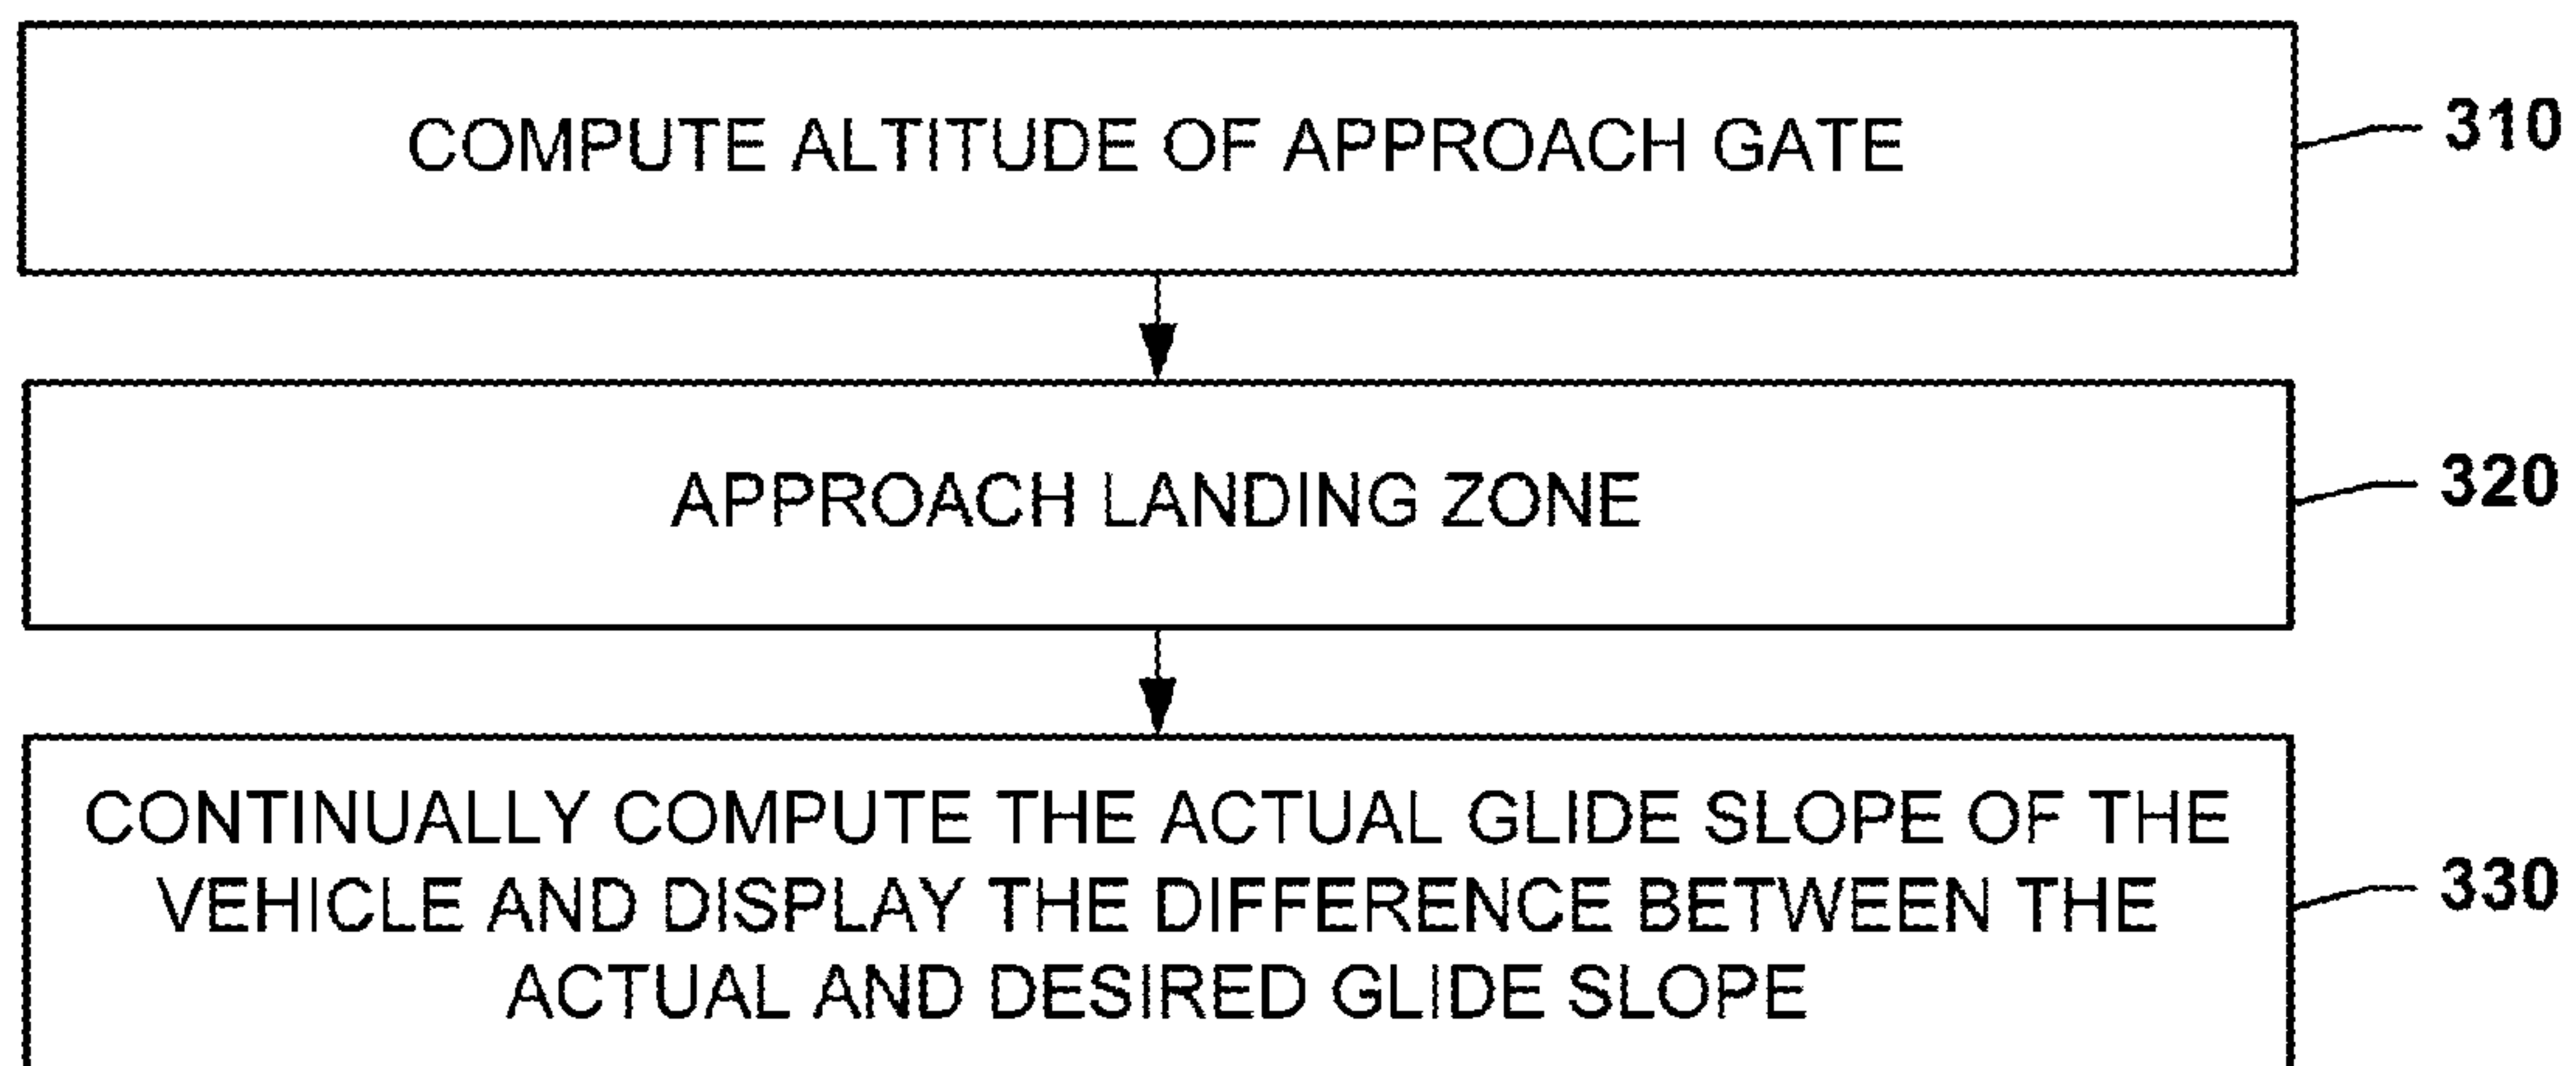 COMPUTE ALTITUDE OF APPROACH GATE
310
APPROACH LANDING ZONE
320
CONTINUALLY COMPUTE THE ACTUAL GLIDE SLOPE OF THE
VEHICLE AND DISPLAY THE DIFFERENCE BETWEEN THE
ACTUAL AND DESIRED GLIDE SLOPE
330